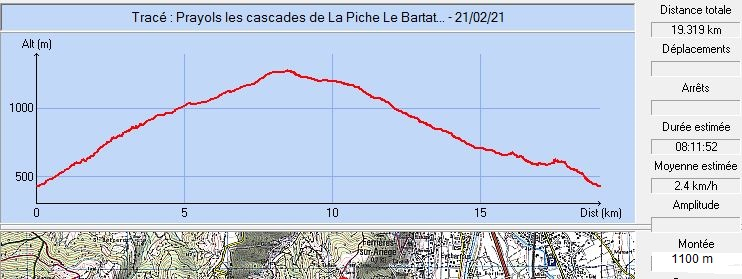 Tracé : Prayols les cascades de La Piche Le Bartat... - 21/02/21
Alt (m)
1000
500
0
5
10
15
Dist (km)
Distance totale
19.319 km
Déplacements
Arrêts
Durée estimée
08:11:52
Moyenne estimée
2.4 km/h
Amplitude
Montée
1100 m
Ferrières-
sur-Ariège